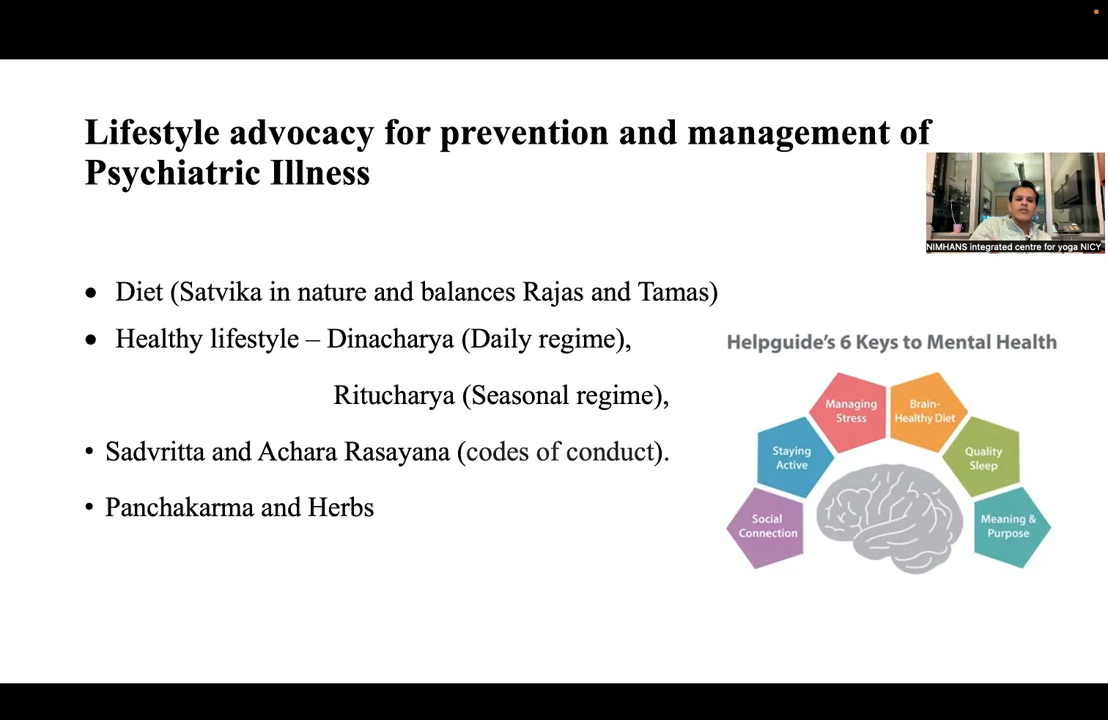 Lifestyle advocacy for prevention and management of
Psychiatric Illness
NIMHANS integrated centre for yoga NICY
• Diet (Satvika in nature and balances Rajas and Tamas)
• Healthy lifestyle – Dinacharya (Daily regime),
Ritucharya (Seasonal regime),
• Sadvritta and Achara Rasayana (codes of conduct).
• Panchakarma and Herbs
Helpguide's 6 Keys to Mental Health
Social
Connection
Staying
Active
Managing
Stress
Brain-
Healthy Diet
Quality
Sleep
Meaning &
Purpose